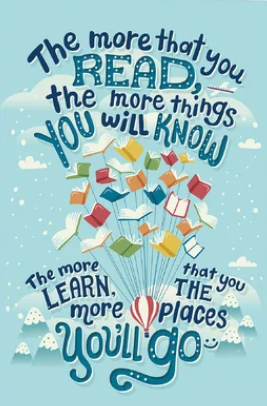 The more that you
READ,
the more things
YOU will KNOW
The more that you
LEARN, THE
more places
You'll go